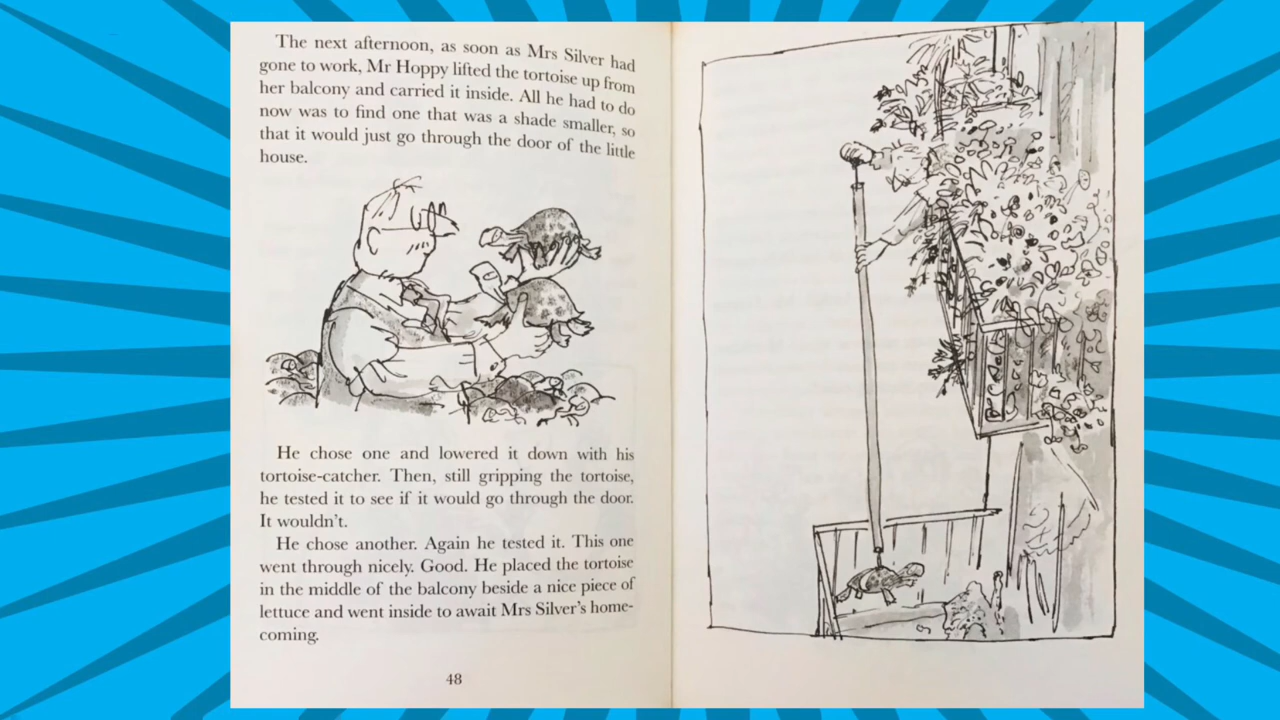 The next afternoon, as soon as Mrs Silver had
gone to work, Mr Hoppy lifted the tortoise up from
her balcony and carried it inside. All he had to do
now was to find one that was a shade smaller, so
that it would just go through the door of the little
house.
He chose one and lowered it down with his
tortoise-catcher. Then, still gripping the tortoise,
he tested it to see if it would go through the door.
It wouldn't.
He chose another. Again he tested it. This one
went through nicely. Good. He placed the tortoise
in the middle of the balcony beside a nice piece of
lettuce and went inside to await Mrs Silver's home-
coming.
48